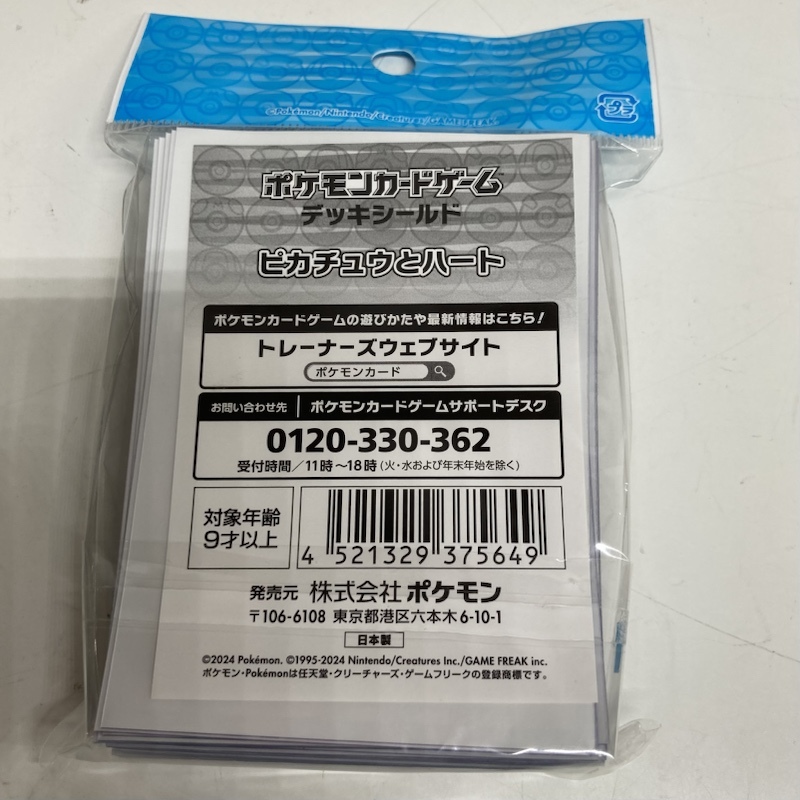 ©Pokémon/Nintendo/Creatures/GAME FREAK
プラ
ポケモンカードゲーム
デッキシールド
ピカチュウとハート
ポケモンカードゲームの遊びかたや最新情報はこちら!
トレーナーズウェブサイト
ポケモンカード
お問い合わせ先 ポケモンカードゲームサポートデスク
0120-330-362
受付時間/11時~18時(火・水および年末年始を除く)
対象年齢
9才以上
4 521329 375649
発売元 株式会社 ポケモン
〒106-6108 東京都港区六本木6-10-1
日本製
©2024 Pokémon. ©1995-2024 Nintendo/Creatures Inc./GAME FREAK inc.
ポケモン・Pokémonは任天堂・クリーチャーズ・ゲームフリークの登録商標です。